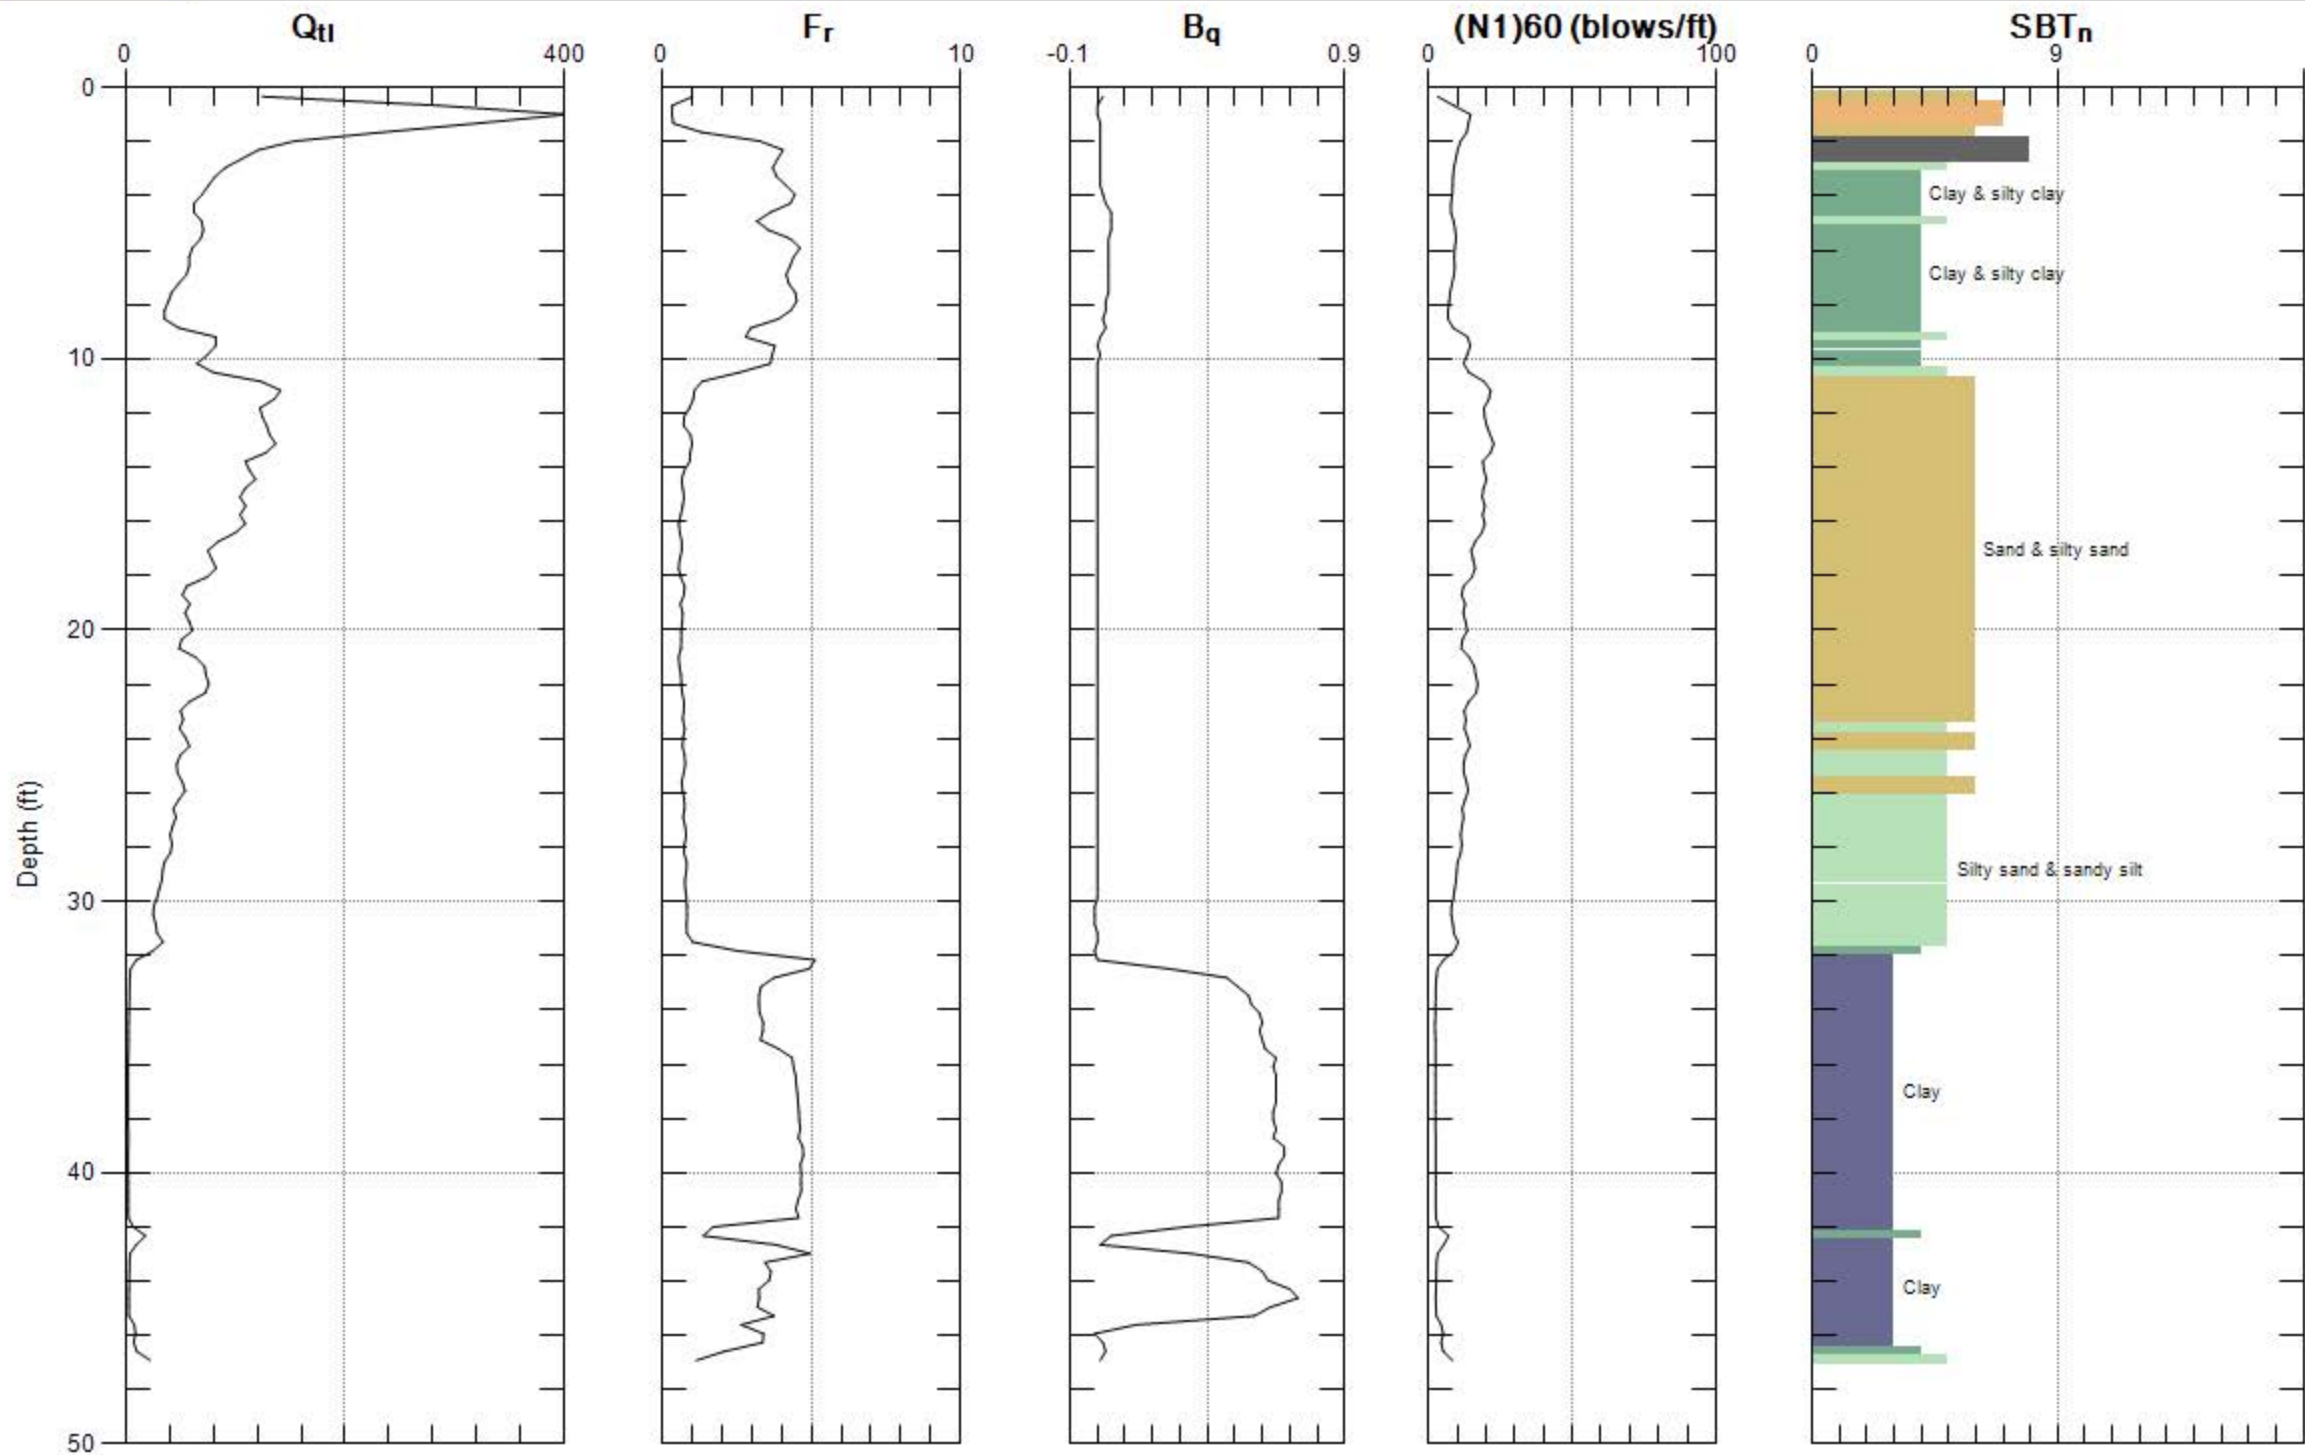 Qtl
Fr
Bq
(N1)60 (blows/ft)
SBTn
0 400
0 10
-0.1 0.9
0 100
0 9
0
10
20
30
40
50
Depth (ft)
Clay & silty clay
Clay & silty clay
Sand & silty sand
Silty sand & sandy silt
Clay
Clay